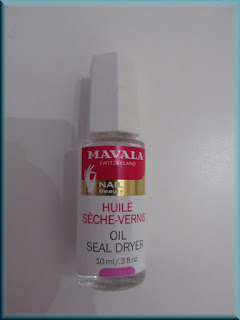 MAVALA
SWITZERLAND
NAIL
Beauty
HUILE
SÈCHE-VERNIS
OIL
SEAL DRYER
10 ml/.3 fl.oz.